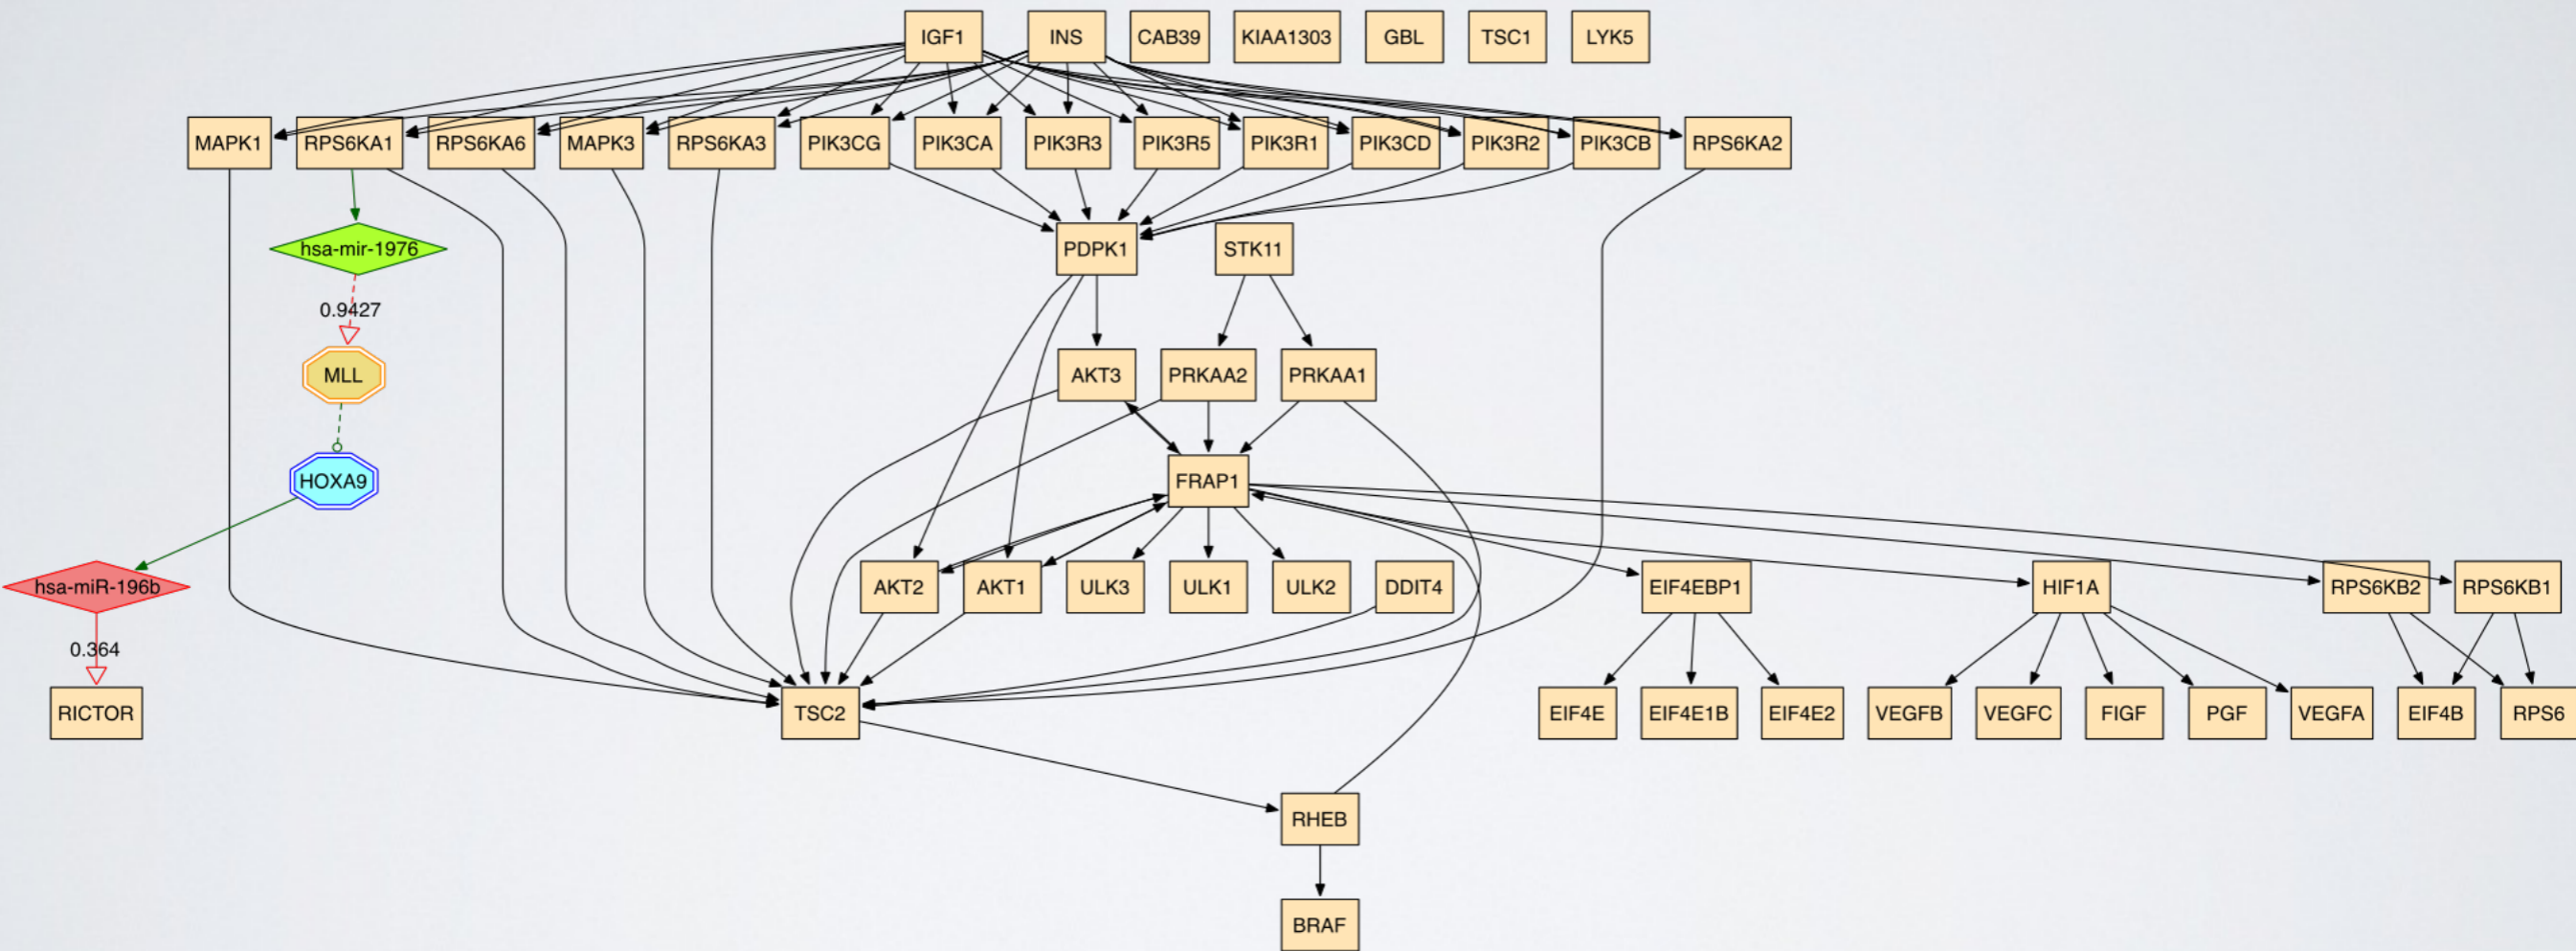 IGF1 INS CAB39 KIAA1303 GBL TSC1 LYK5
MAPK1 RPS6KA1 RPS6KA6 MAPK3 RPS6KA3 PIK3CG PIK3CA PIK3R3 PIK3R5 PIK3R1 PIK3CD PIK3R2 PIK3CB RPS6KA2
hsa-mir-1976 PDPK1 STK11
0.9427
MLL AKT3 PRKAA2 PRKAA1
HOXA9 FRAP1
hsa-miR-196b AKT2 AKT1 ULK3 ULK1 ULK2 DDIT4 EIF4EBP1 HIF1A RPS6KB2 RPS6KB1
0.364
RICTOR TSC2 EIF4E EIF4E1B EIF4E2 VEGFB VEGFC FIGF PGF VEGFA EIF4B RPS6
RHEB
BRAF